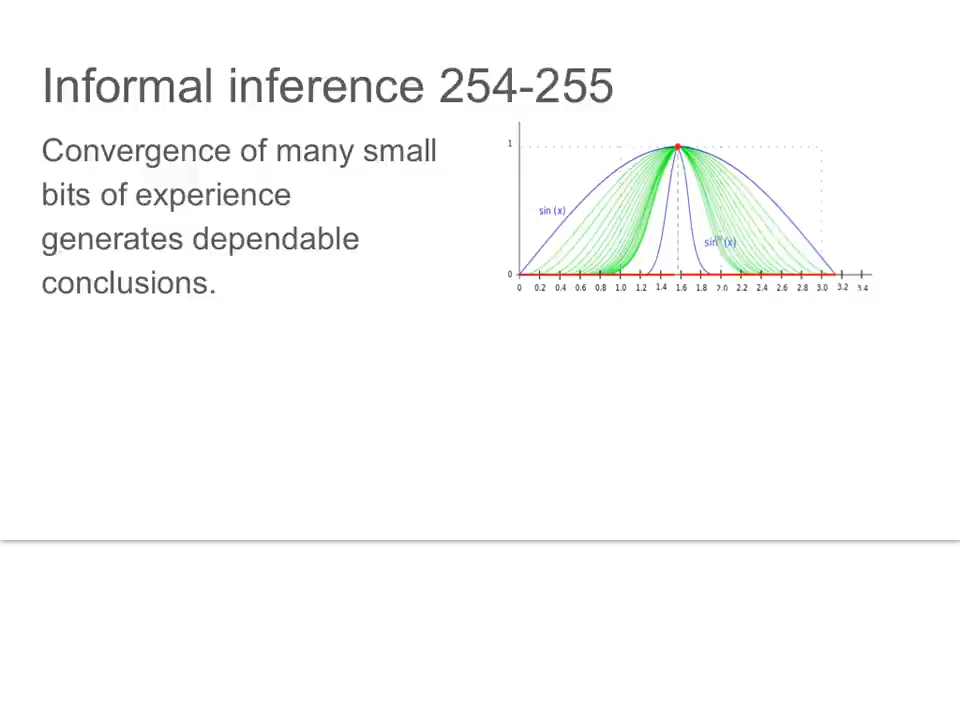 Informal inference 254-255
Convergence of many small
bits of experience
generates dependable
conclusions.
1
sin (x)
sin (x)
0
0 0.2 0.4 0.6 0.8 1.0 1.2 1.4 1.6 1.8 2.0 2.2 2.4 2.6 2.8 3.0 3.2 3.4